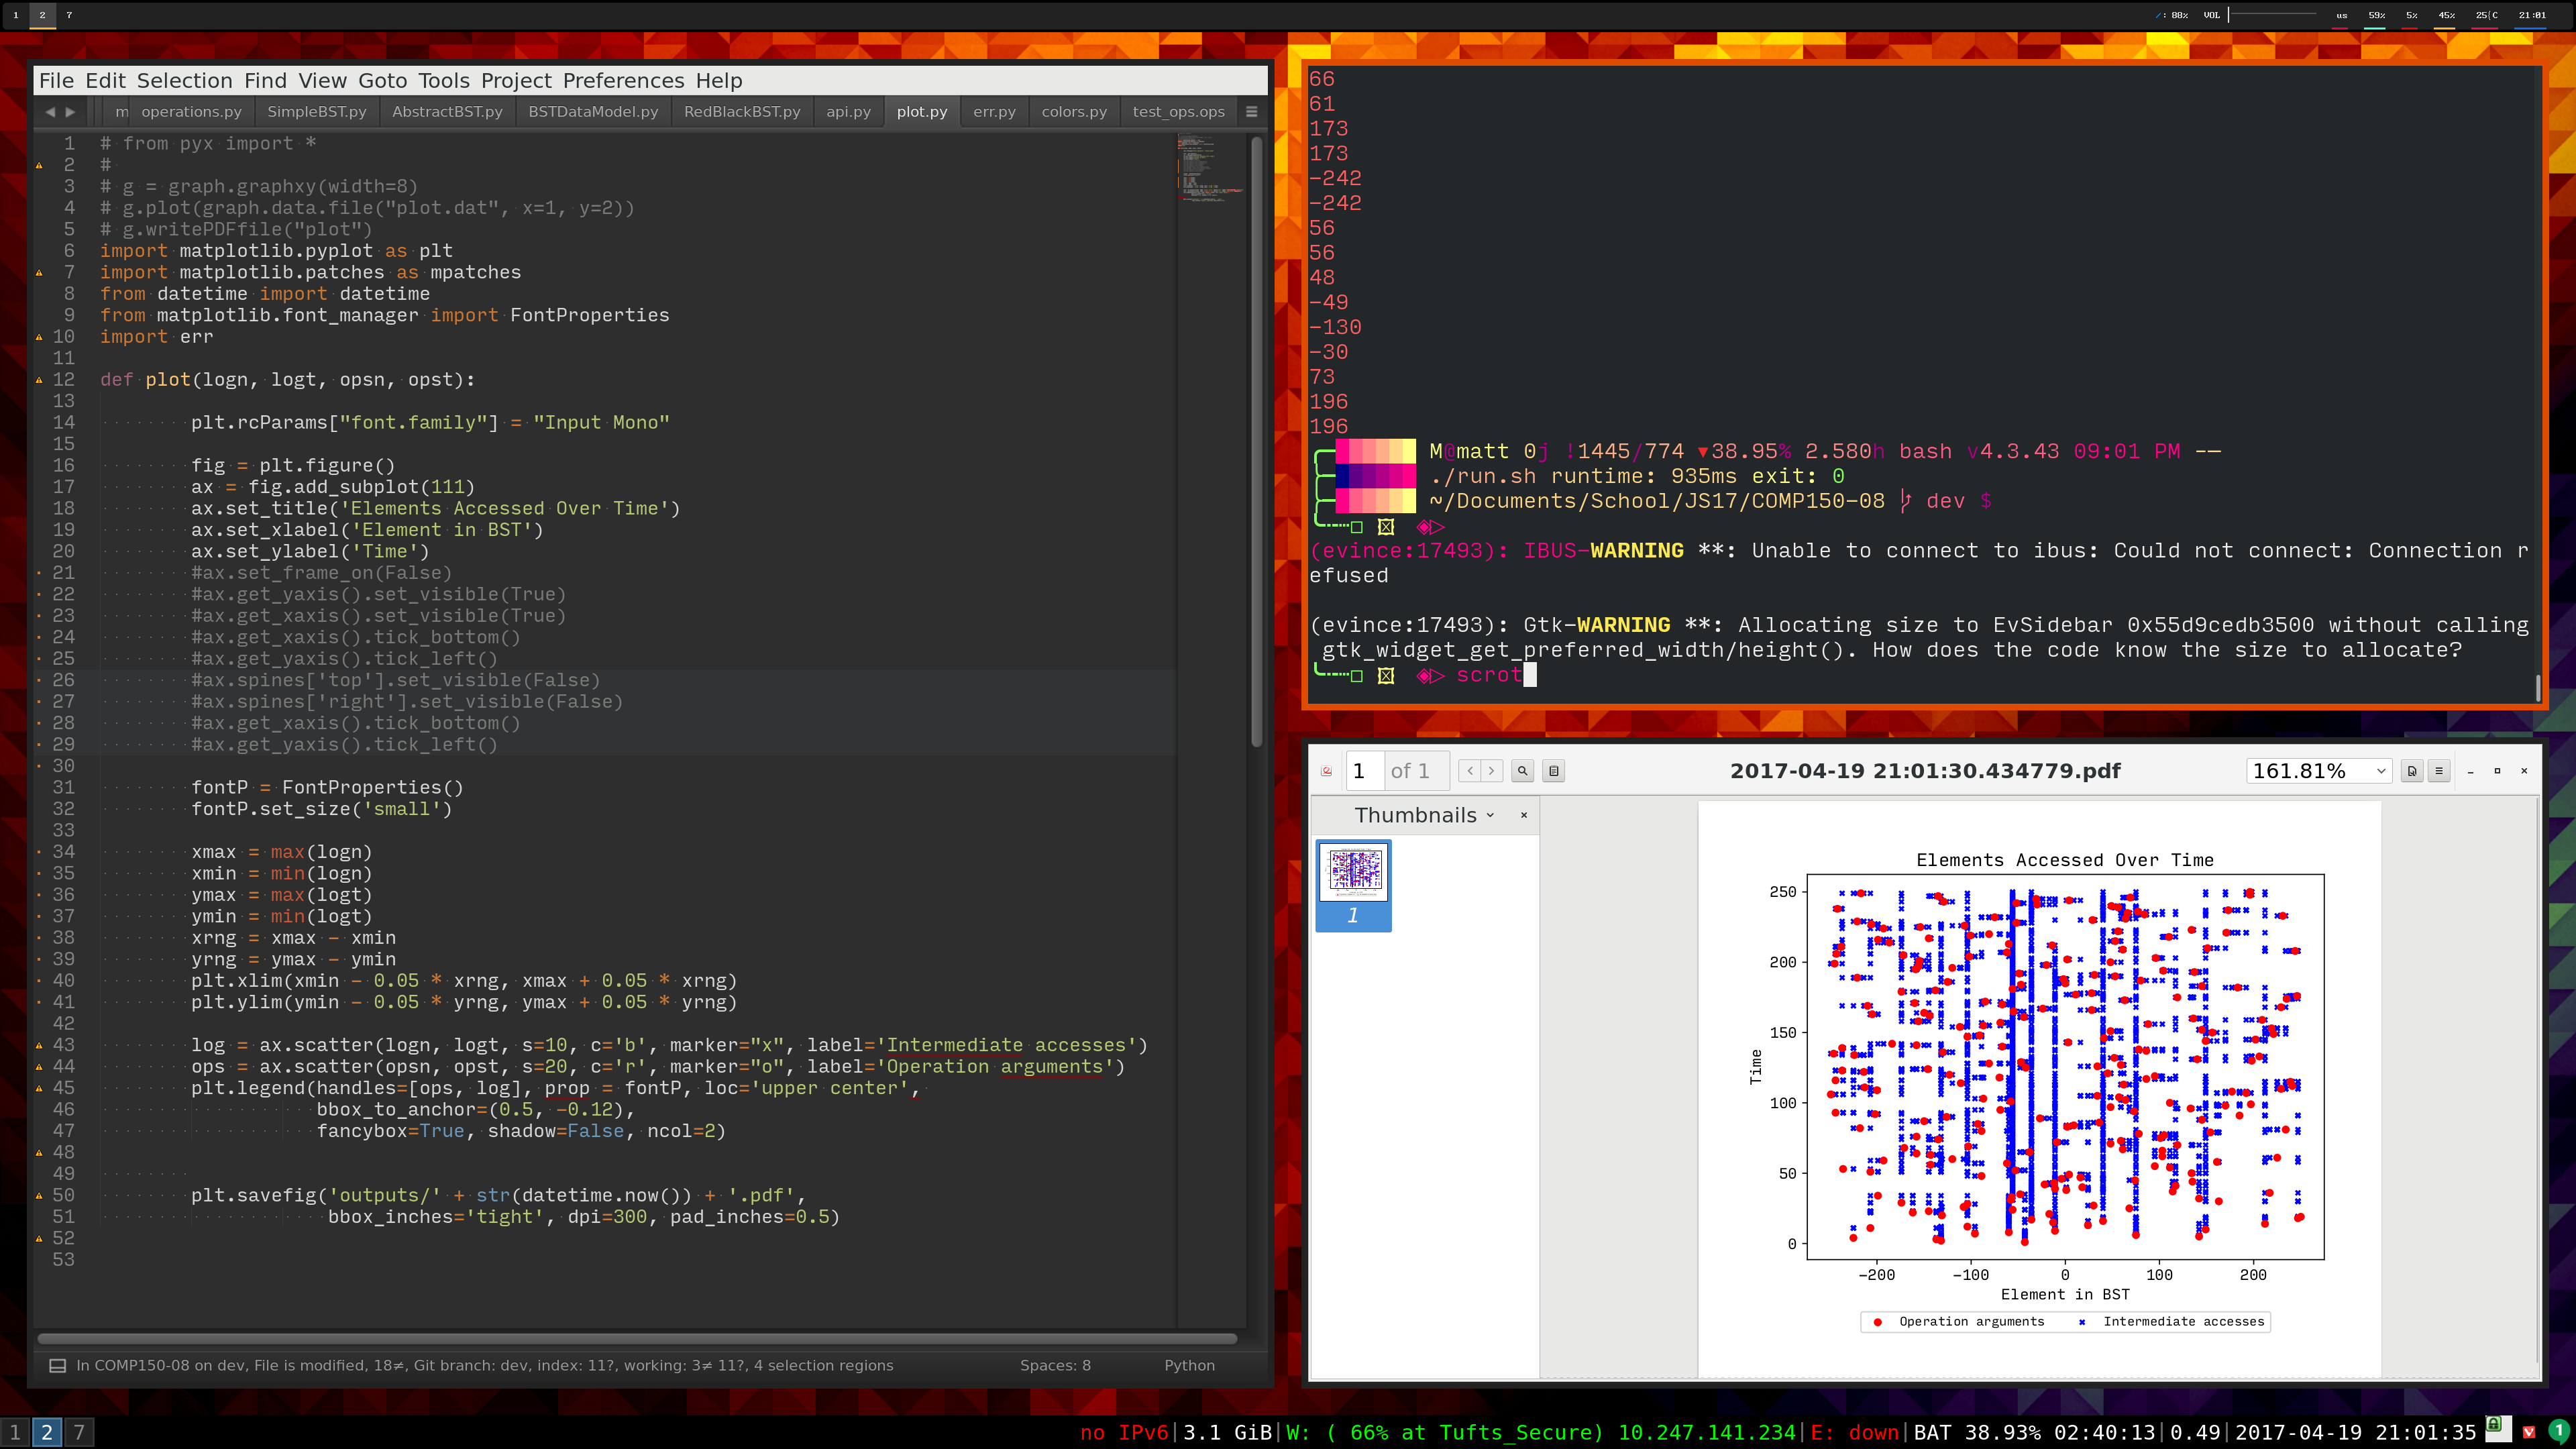 1 2 7
: 88% VOL us 59% 5% 45% 25(C 21:01
File Edit Selection Find View Goto Tools Project Preferences Help
m operations.py SimpleBST.py AbstractBST.py BSTDataModel.py RedBlackBST.py api.py plot.py err.py colors.py test_ops.ops
1 # from pyx import *
2 #
3 # g = graph.graphxy(width=8)
4 # g.plot(graph.data.file("plot.dat", x=1, y=2))
5 # g.writePDFfile("plot")
6 import matplotlib.pyplot as plt
7 import matplotlib.patches as mpatches
8 from datetime import datetime
9 from matplotlib.font_manager import FontProperties
10 import err
11
12 def plot(logn, logt, opsn, opst):
13
14 plt.rcParams["font.family"] = "Input Mono"
15
16 fig = plt.figure()
17 ax = fig.add_subplot(111)
18 ax.set_title('Elements Accessed Over Time')
19 ax.set_xlabel('Element in BST')
20 ax.set_ylabel('Time')
21 #ax.set_frame_on(False)
22 #ax.get_yaxis().set_visible(True)
23 #ax.get_xaxis().set_visible(True)
24 #ax.get_xaxis().tick_bottom()
25 #ax.get_yaxis().tick_left()
26 #ax.spines['top'].set_visible(False)
27 #ax.spines['right'].set_visible(False)
28 #ax.get_xaxis().tick_bottom()
29 #ax.get_yaxis().tick_left()
30
31 fontP = FontProperties()
32 fontP.set_size('small')
33
34 xmax = max(logn)
35 xmin = min(logn)
36 ymax = max(logt)
37 ymin = min(logt)
38 xrng = xmax - xmin
39 yrng = ymax - ymin
40 plt.xlim(xmin - 0.05 * xrng, xmax + 0.05 * xrng)
41 plt.ylim(ymin - 0.05 * yrng, ymax + 0.05 * yrng)
42
43 log = ax.scatter(logn, logt, s=10, c='b', marker="x", label='Intermediate accesses')
44 ops = ax.scatter(opsn, opst, s=20, c='r', marker="o", label='Operation arguments')
45 plt.legend(handles=[ops, log], prop = fontP, loc='upper center',
46 bbox_to_anchor=(0.5, -0.12),
47 fancybox=True, shadow=False, ncol=2)
48
49
50 plt.savefig('outputs/' + str(datetime.now()) + '.pdf',
51 bbox_inches='tight', dpi=300, pad_inches=0.5)
52
53
In COMP150-08 on dev, File is modified, 18≠, Git branch: dev, index: 11?, working: 3≠ 11?, 4 selection regions Spaces: 8 Python
66
61
173
173
-242
-242
56
56
48
-49
-130
-30
73
196
196
M@matt 0j !1445/774 ▼38.95% 2.580h bash v4.3.43 09:01 PM ——
./run.sh runtime: 935ms exit: 0
~/Documents/School/JS17/COMP150-08 dev $
(evince:17493): IBUS-WARNING **: Unable to connect to ibus: Could not connect: Connection r
efused
(evince:17493): Gtk-WARNING **: Allocating size to EvSidebar 0x55d9cedb3500 without calling
gtk_widget_get_preferred_width/height(). How does the code know the size to allocate?
scrot
1 of 1 2017-04-19 21:01:30.434779.pdf 161.81%
Thumbnails
1
Elements Accessed Over Time
250
200
150
100
50
0
Time
-200 -100 0 100 200
Element in BST
Operation arguments Intermediate accesses
1 2 7
no IPv6|3.1 GiB|W: ( 66% at Tufts_Secure) 10.247.141.234|E: down|BAT 38.93% 02:40:13|0.49|2017-04-19 21:01:35 1